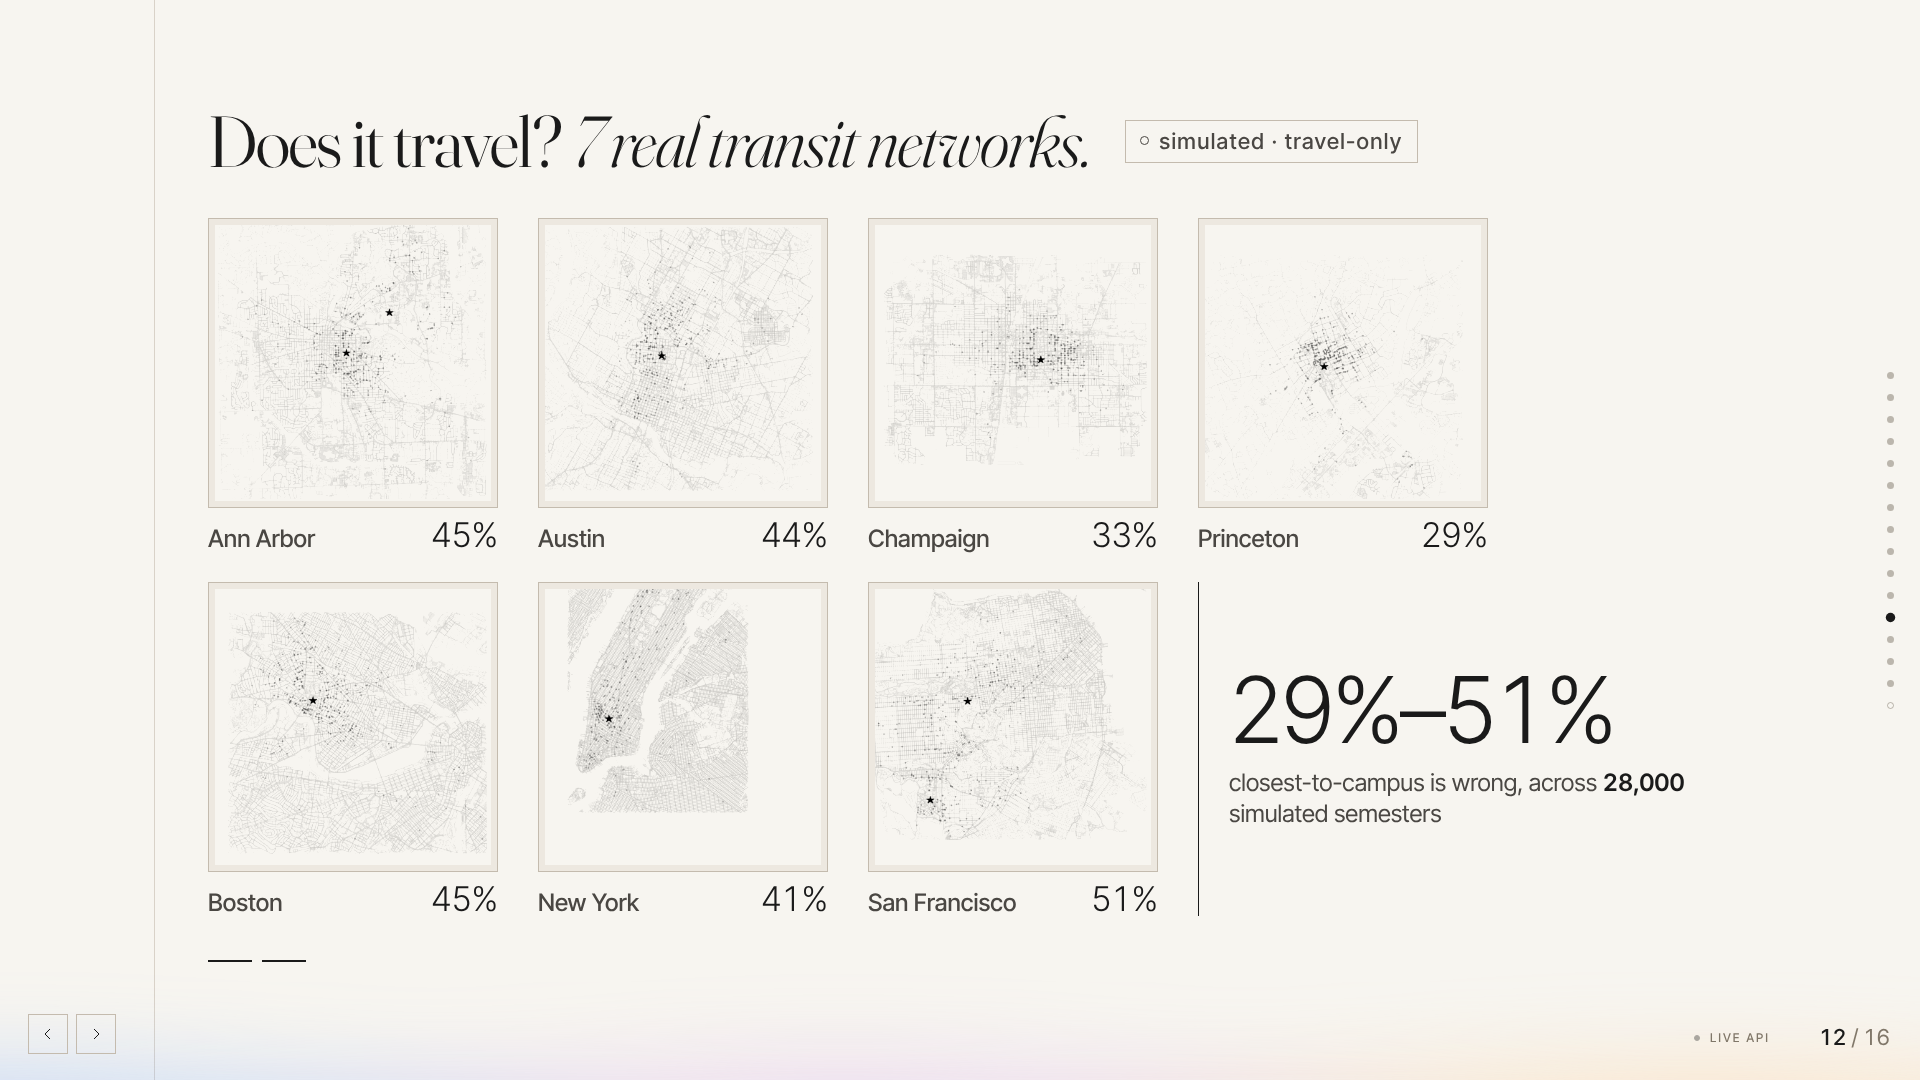 Does it travel? 7 real transit networks.
simulated · travel-only
Ann Arbor 45%
Austin 44%
Champaign 33%
Princeton 29%
Boston 45%
New York 41%
San Francisco 51%
29%–51%
closest-to-campus is wrong, across 28,000
simulated semesters
LIVE API
12 / 16